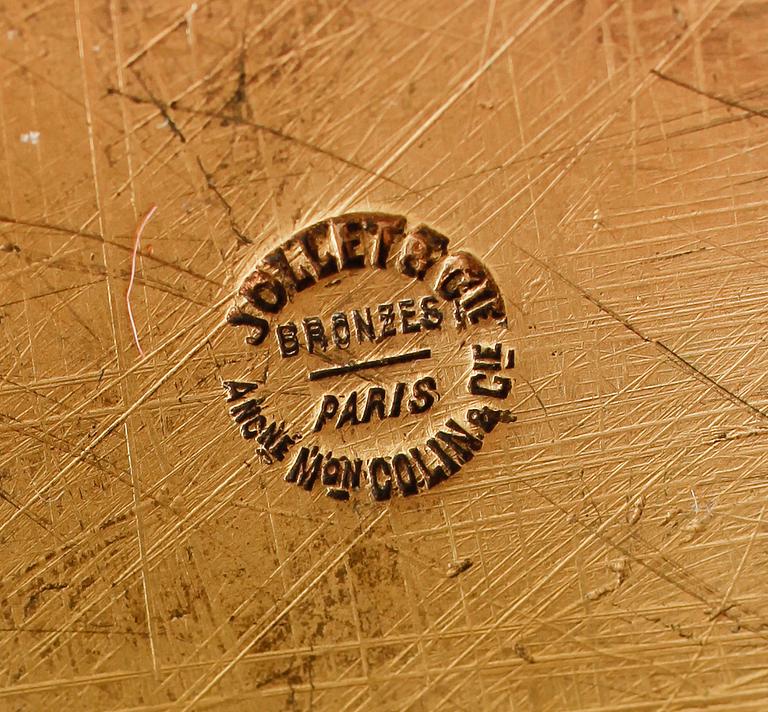 JOLLET & CIE
BRONZES
PARIS
ANCNE MON COLIN & CIE